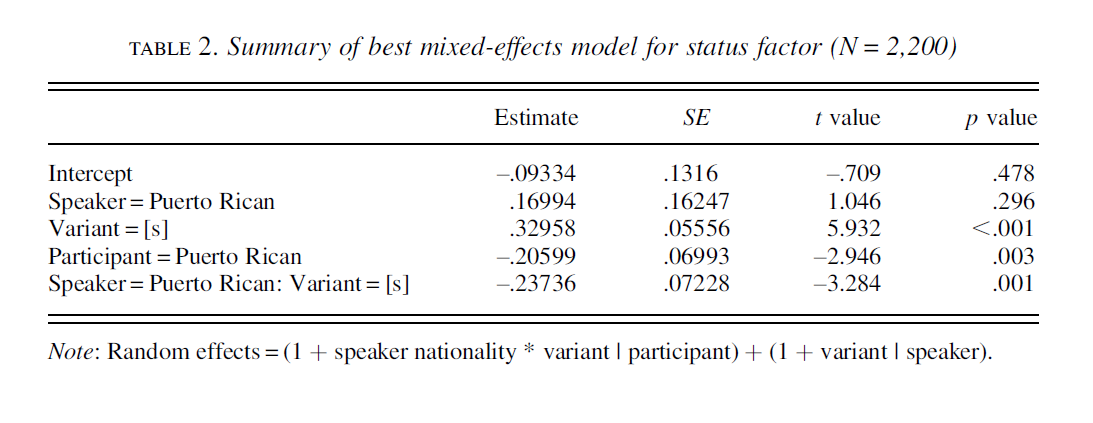 TABLE 2. Summary of best mixed-effects model for status factor (N = 2,200)
Estimate SE t value p value
Intercept –.09334 .1316 –.709 .478
Speaker = Puerto Rican .16994 .16247 1.046 .296
Variant = [s] .32958 .05556 5.932 <.001
Participant = Puerto Rican –.20599 .06993 –2.946 .003
Speaker = Puerto Rican: Variant = [s] –.23736 .07228 –3.284 .001
Note: Random effects = (1 + speaker nationality * variant | participant) + (1 + variant | speaker).